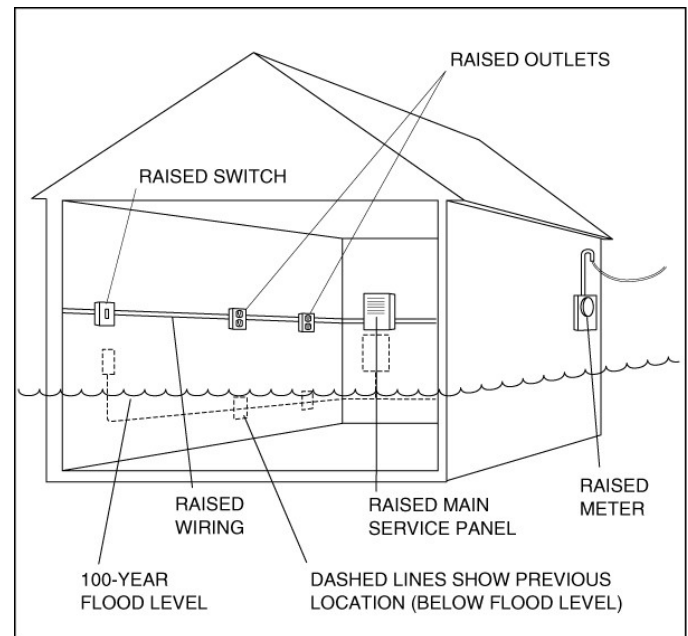 RAISED OUTLETS
RAISED SWITCH
RAISED
WIRING
RAISED MAIN
SERVICE PANEL
RAISED
METER
100-YEAR
FLOOD LEVEL
DASHED LINES SHOW PREVIOUS
LOCATION (BELOW FLOOD LEVEL)